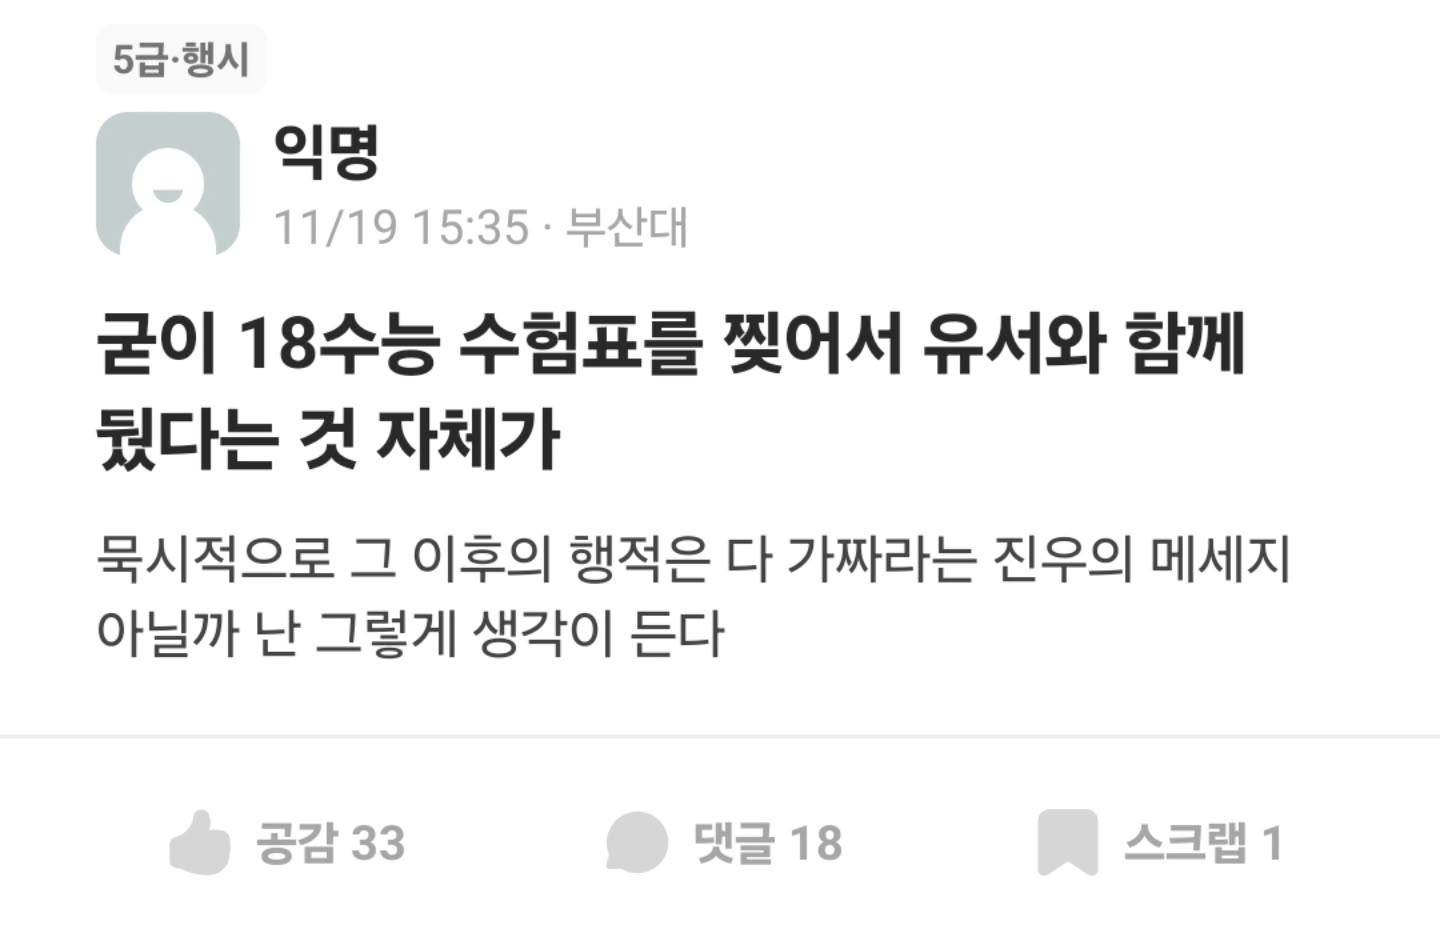 5급·행시
익명
11/19 15:35 · 부산대
굳이 18수능 수험표를 찢어서 유서와 함께
뒀다는 것 자체가
묵시적으로 그 이후의 행적은 다 가짜라는 진우의 메세지
아닐까 난 그렇게 생각이 든다
공감 33
댓글 18
스크랩 1